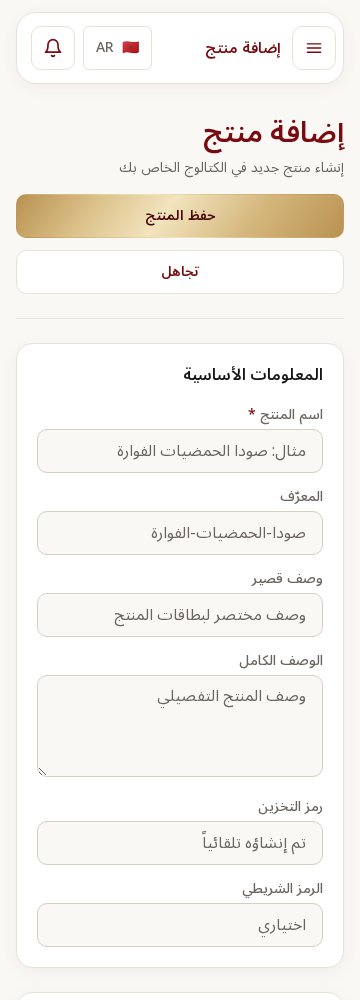 إضافة منتج
AR
إضافة منتج
إنشاء منتج جديد في الكتالوج الخاص بك
حفظ المنتج
تجاهل
المعلومات الأساسية
اسم المنتج *
مثال: صودا الحمضيات الفوارة
المعرّف
صودا-الحمضيات-الفوارة
وصف قصير
وصف مختصر لبطاقات المنتج
الوصف الكامل
وصف المنتج التفصيلي
رمز التخزين
تم إنشاؤه تلقائياً
الرمز الشريطي
اختياري